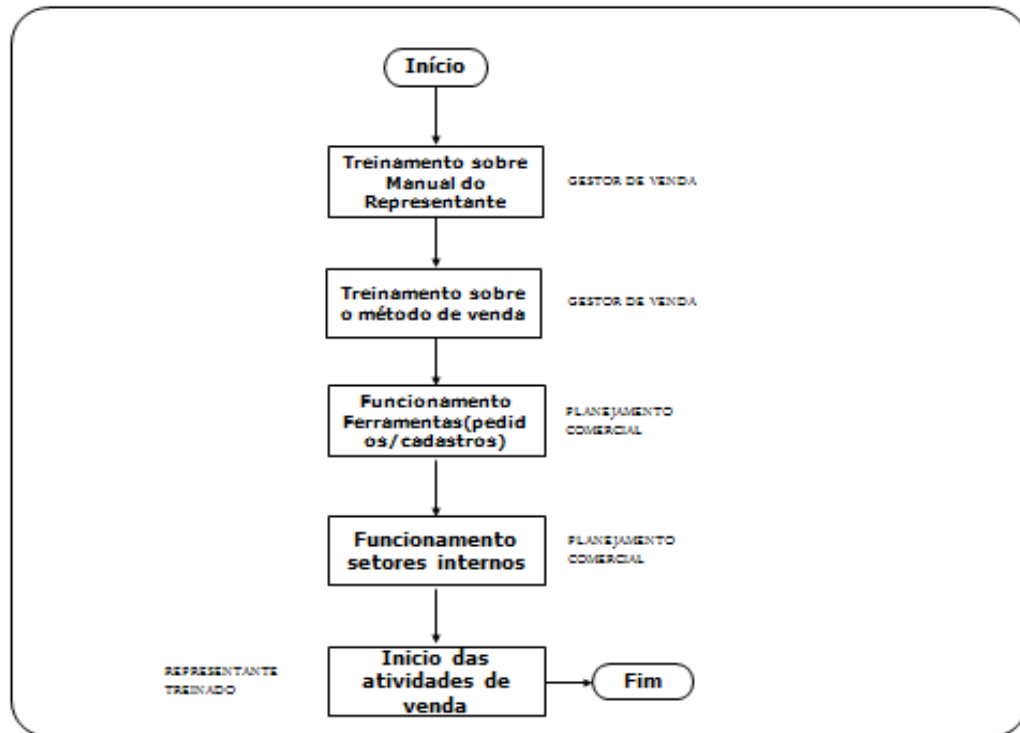 Início
Treinamento sobre
Manual do
Representante
GESTOR DE VENDA
Treinamento sobre
o método de venda
GESTOR DE VENDA
Funcionamento
Ferramentas(pedid
os/cadastros)
PLANEJAMENTO
COMERCIAL
Funcionamento
setores internos
PLANEJAMENTO
COMERCIAL
REPRESENTANTE
TREINADO
Inicio das
atividades de
venda
Fim